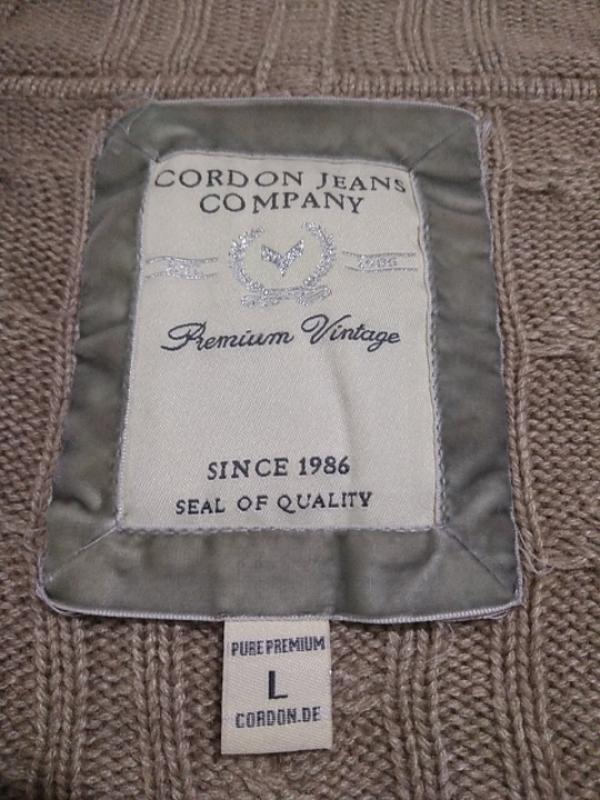 CORDON JEANS
COMPANY
Premium Vintage
SINCE 1986
SEAL OF QUALITY
PURE PREMIUM
L
CORDON.DE